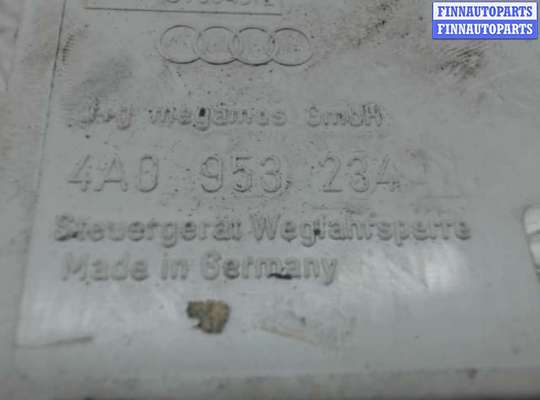 FINNAUTOPARTS
FINNAUTOPARTS
megamos GmbH
4A0 953 234
Steuergerät Wegfahrsperre
Made in Germany